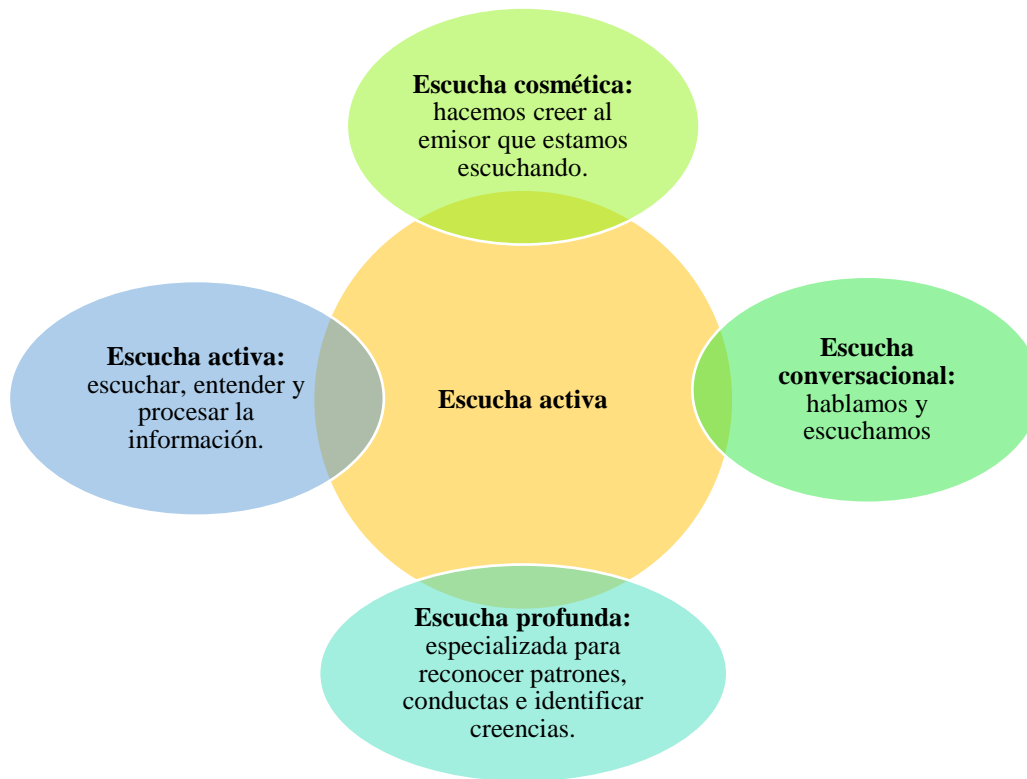 Escucha cosmética:
hacemos creer al
emisor que estamos
escuchando.
Escucha activa:
escuchar, entender y
procesar la
información.
Escucha activa
Escucha
conversacional:
hablamos y
escuchamos
Escucha profunda:
especializada para
reconocer patrones,
conductas e identificar
creencias.